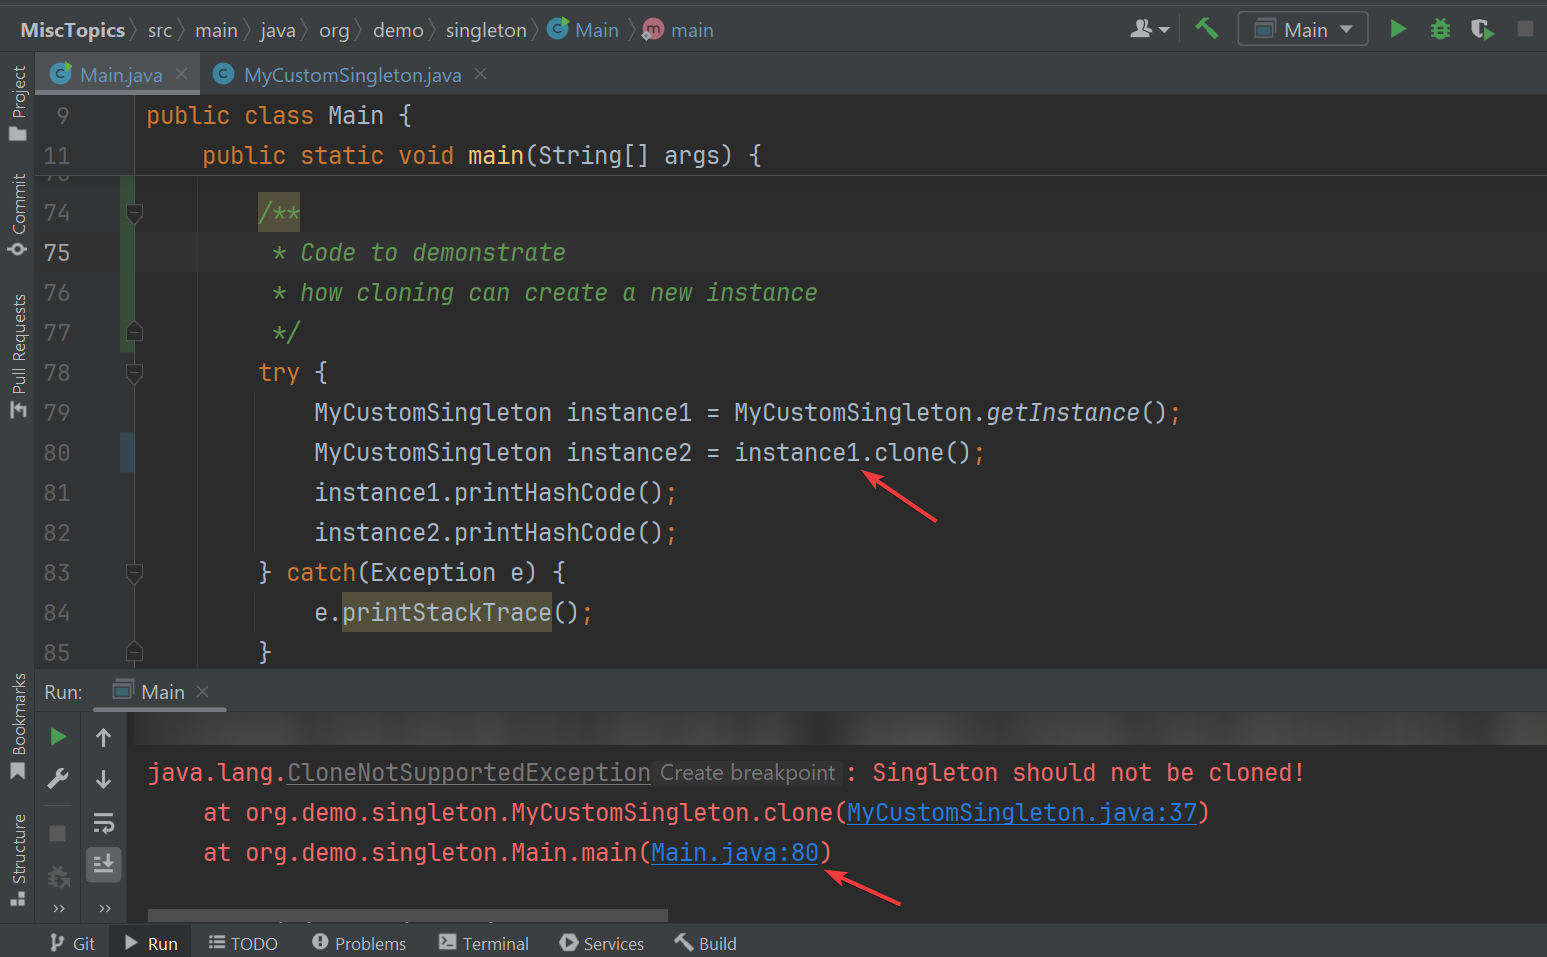 MiscTopics src main java org demo singleton Main main
Main
Main.java MyCustomSingleton.java
Project
Commit
Pull Requests
Bookmarks
Structure
9 public class Main {
11 public static void main(String[] args) {
74 /**
75 * Code to demonstrate
76 * how cloning can create a new instance
77 */
78 try {
79 MyCustomSingleton instance1 = MyCustomSingleton.getInstance();
80 MyCustomSingleton instance2 = instance1.clone();
81 instance1.printHashCode();
82 instance2.printHashCode();
83 } catch(Exception e) {
84 e.printStackTrace();
85 }
Run: Main
java.lang.CloneNotSupportedException Create breakpoint : Singleton should not be cloned!
at org.demo.singleton.MyCustomSingleton.clone(MyCustomSingleton.java:37)
at org.demo.singleton.Main.main(Main.java:80)
Git Run TODO Problems Terminal Services Build